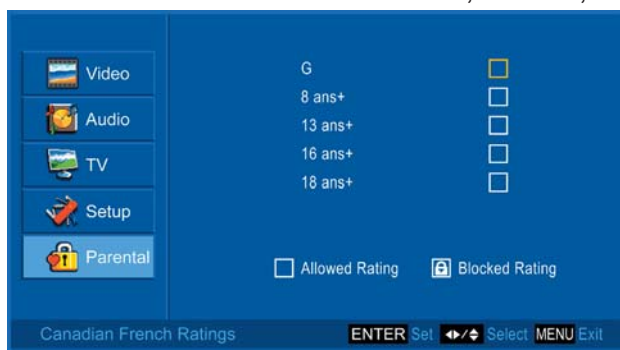 Video
Audio
TV
Setup
Parental
G
8 ans+
13 ans+
16 ans+
18 ans+
Allowed Rating Blocked Rating
Canadian French Ratings ENTER Set Select MENU Exit